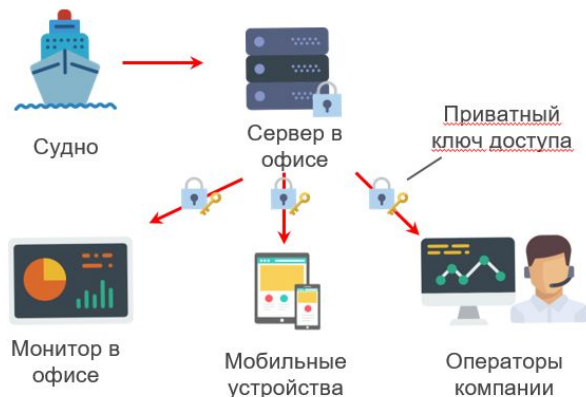 Судно
Сервер в
офисе
Приватный
ключ доступа
Монитор в
офисе
Мобильные
устройства
Операторы
компании